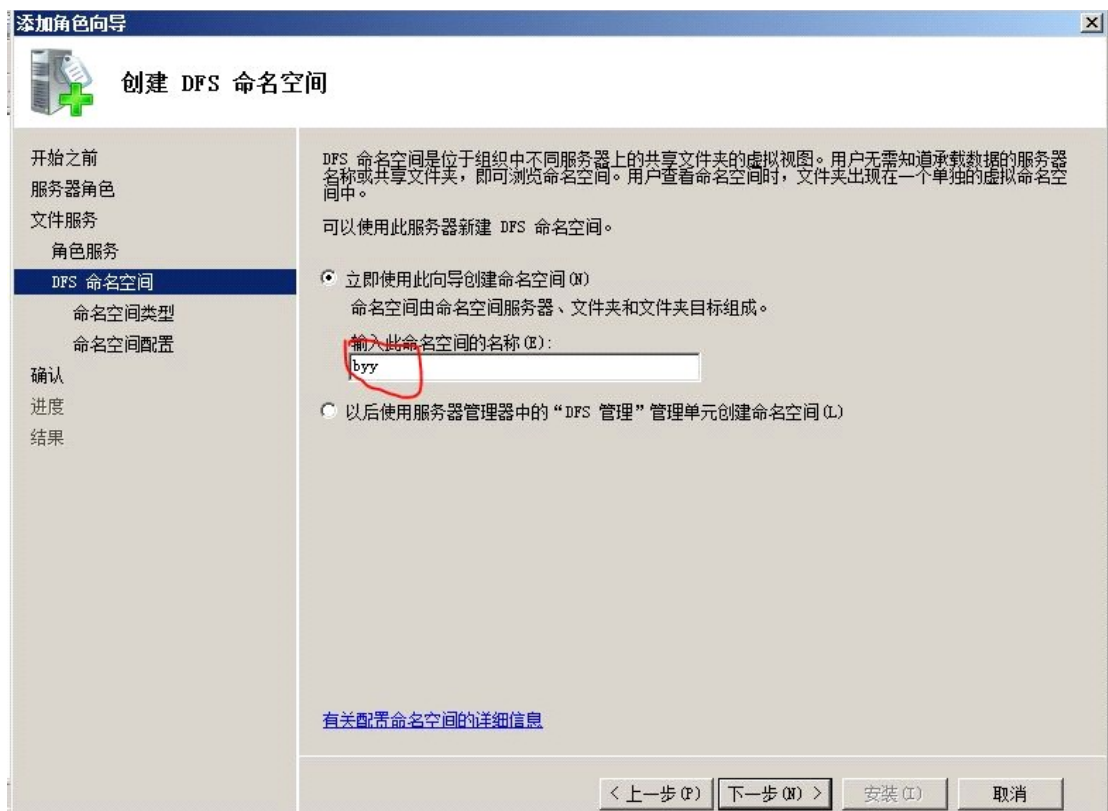 添加角色向导
创建 DFS 命名空间
开始之前
服务器角色
文件服务
角色服务
DFS 命名空间
命名空间类型
命名空间配置
确认
进度
结果
DFS 命名空间是位于组织中不同服务器上的共享文件夹的虚拟视图。用户无需知道承载数据的服务器
名称或共享文件夹，即可浏览命名空间。用户查看命名空间时，文件夹出现在一个单独的虚拟命名空
间中。
可以使用此服务器新建 DFS 命名空间。
立即使用此向导创建命名空间(N)
命名空间由命名空间服务器、文件夹和文件夹目标组成。
输入此命名空间的名称(E):
byy
以后使用服务器管理器中的“DFS 管理”管理单元创建命名空间(L)
有关配置命名空间的详细信息
< 上一步(P)
下一步(N) >
安装(I)
取消